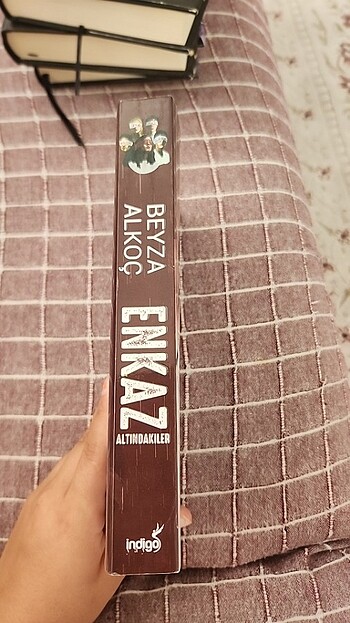 BEYZA
ALKOÇ
ENKAZ
ALTINDAKİLER
indigo